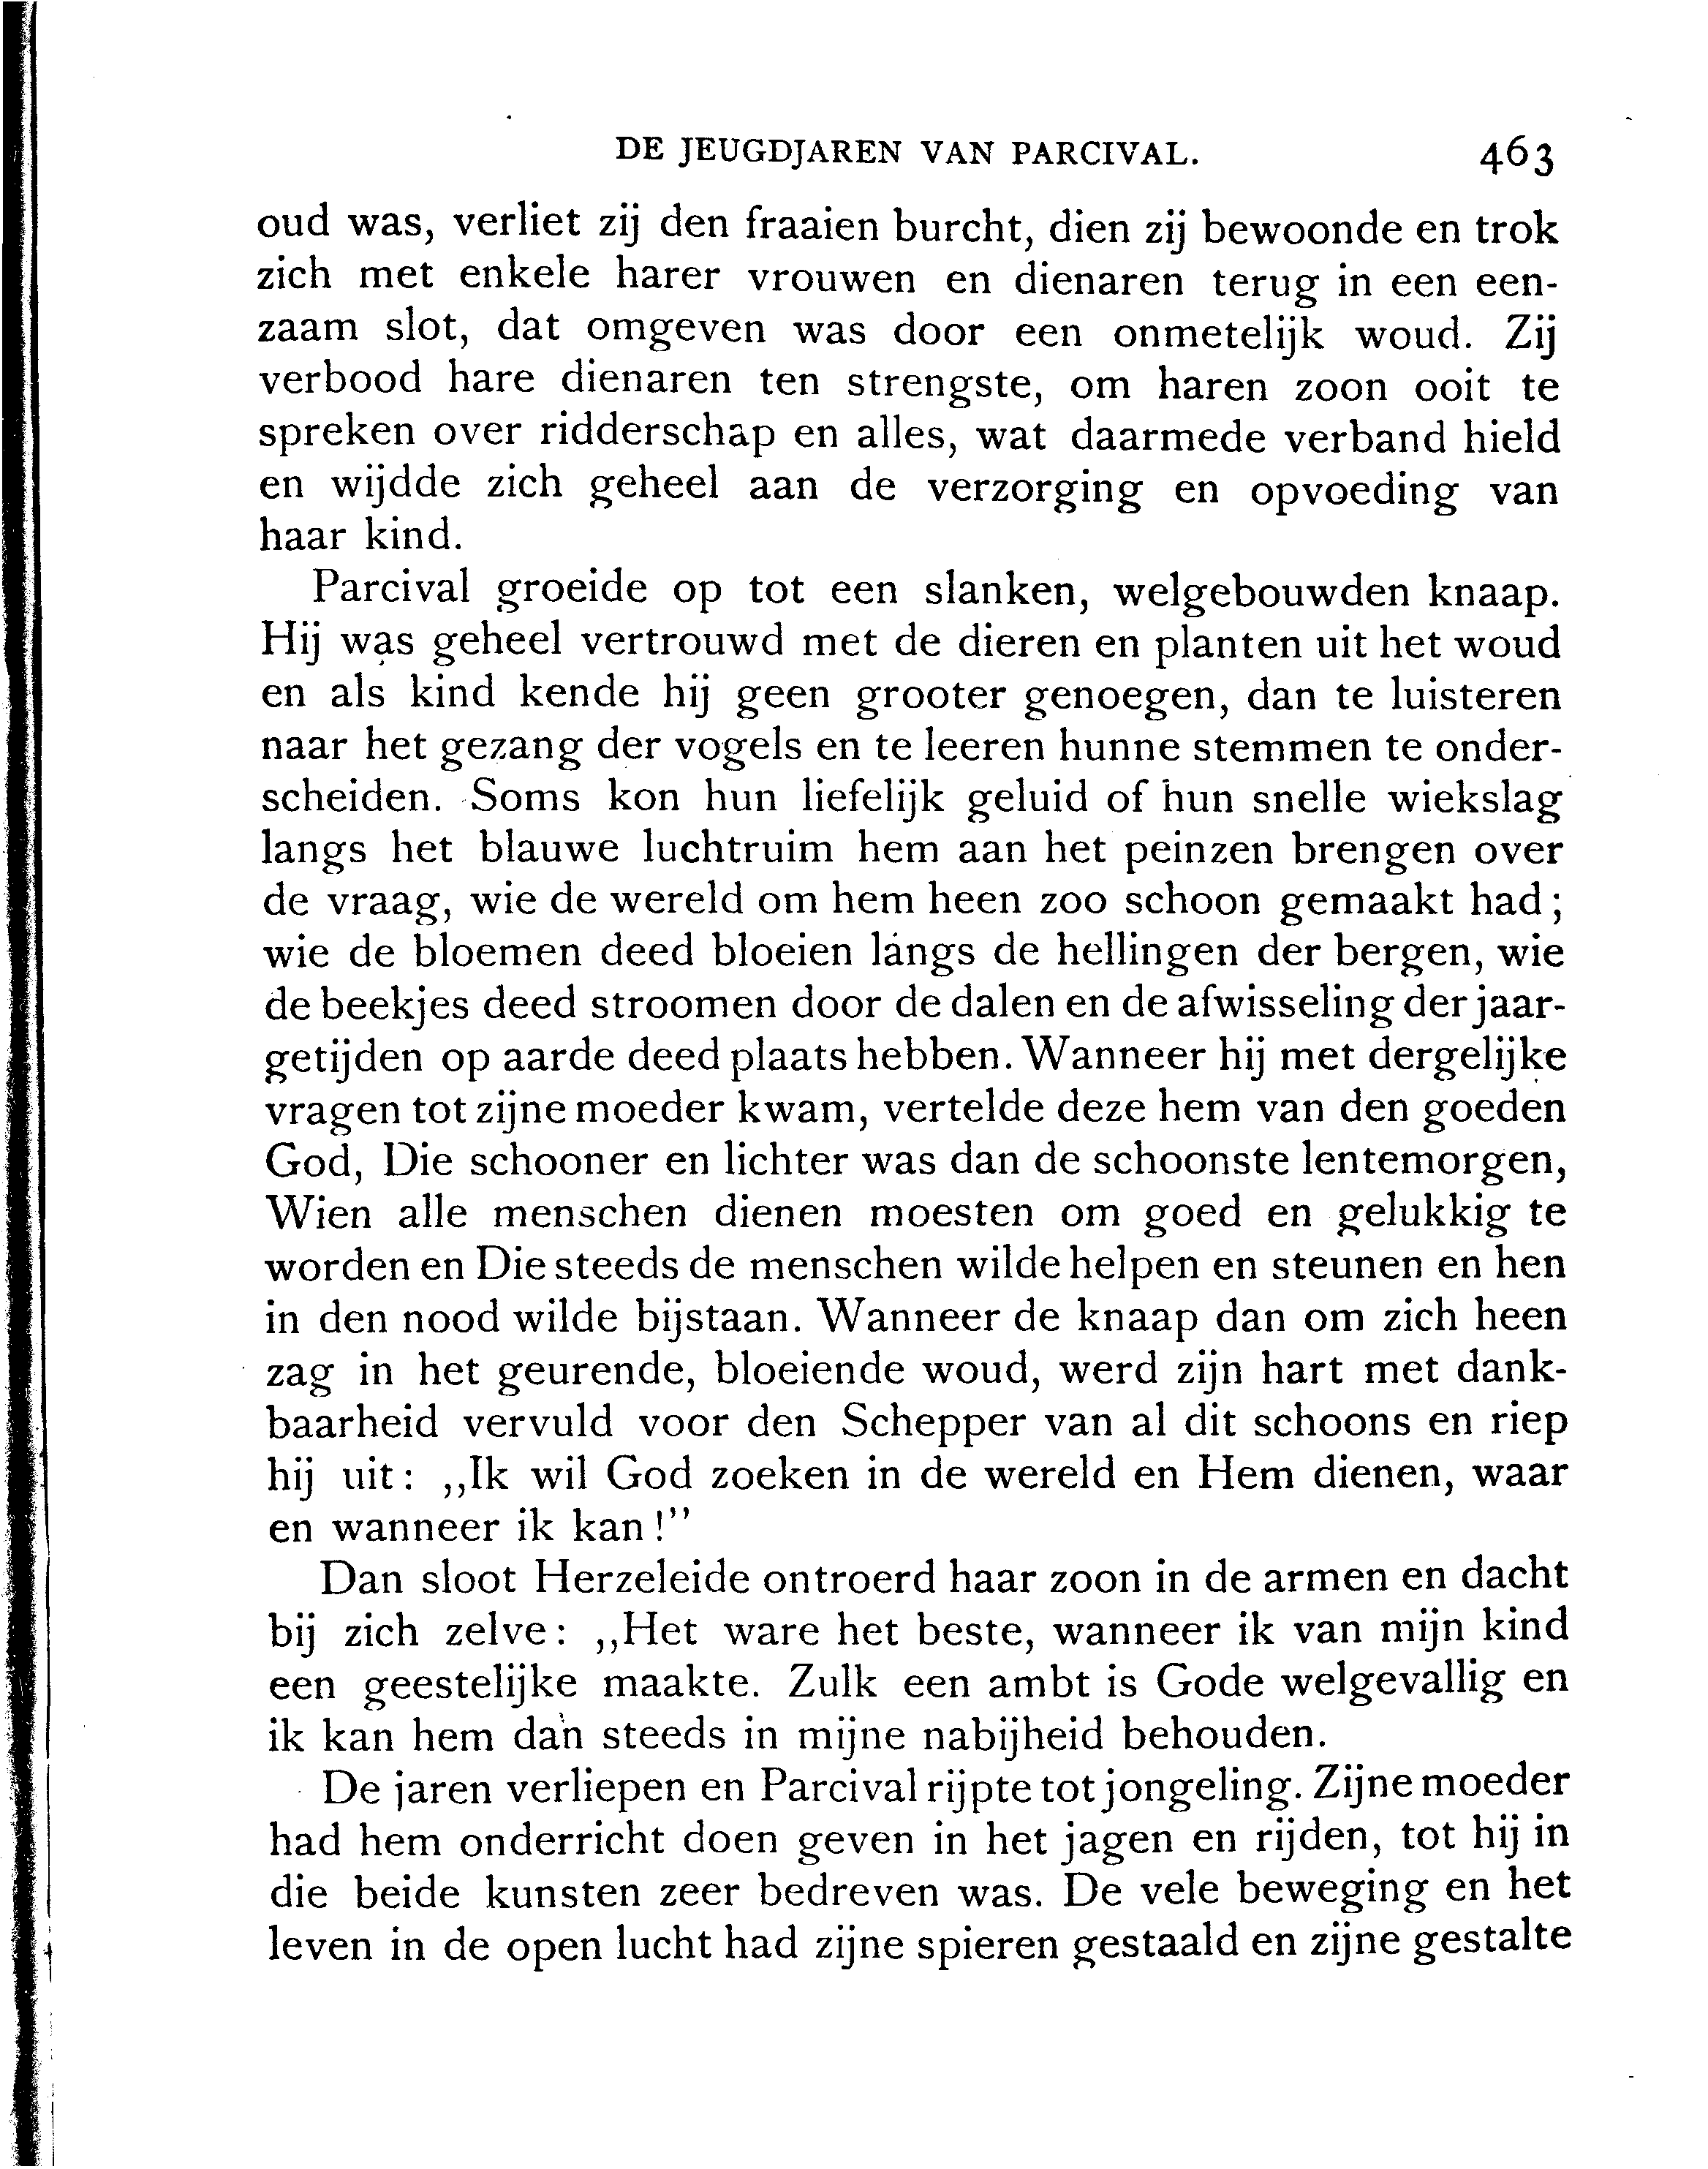 DE JEUGDJAREN VAN PARCIVAL. 463
oud was, verliet zij den fraaien burcht, dien zij bewoonde en trok
zich met enkele harer vrouwen en dienaren terug in een een-
zaam slot, dat omgeven was door een onmetelijk woud. Zij
verbood hare dienaren ten strengste, om haren zoon ooit te
spreken over ridderschap en alles, wat daarmede verband hield
en wijdde zich geheel aan de verzorging en opvoeding van
haar kind.
Parcival groeide op tot een slanken, welgebouwden knaap.
Hij was geheel vertrouwd met de dieren en planten uit het woud
en als kind kende hij geen grooter genoegen, dan te luisteren
naar het gezang der vogels en te leeren hunne stemmen te onder-
scheiden. Soms kon hun liefelijk geluid of hun snelle wiekslag
langs het blauwe luchtruim hem aan het peinzen brengen over
de vraag, wie de wereld om hem heen zoo schoon gemaakt had;
wie de bloemen deed bloeien langs de hellingen der bergen, wie
de beekjes deed stroomen door de dalen en de afwisseling der jaar-
getijden op aarde deed plaats hebben. Wanneer hij met dergelijke
vragen tot zijne moeder kwam, vertelde deze hem van den goeden
God, Die schooner en lichter was dan de schoonste lentemorgen,
Wien alle menschen dienen moesten om goed en gelukkig te
worden en Die steeds de menschen wilde helpen en steunen en hen
in den nood wilde bijstaan. Wanneer de knaap dan om zich heen
zag in het geurende, bloeiende woud, werd zijn hart met dank-
baarheid vervuld voor den Schepper van al dit schoons en riep
hij uit: ,,Ik wil God zoeken in de wereld en Hem dienen, waar
en wanneer ik kan!”
Dan sloot Herzeleide ontroerd haar zoon in de armen en dacht
bij zich zelve: ,,Het ware het beste, wanneer ik van mijn kind
een geestelijke maakte. Zulk een ambt is Gode welgevallig en
ik kan hem dan steeds in mijne nabijheid behouden.
De jaren verliepen en Parcival rijpte tot jongeling. Zijne moeder
had hem onderricht doen geven in het jagen en rijden, tot hij in
die beide kunsten zeer bedreven was. De vele beweging en het
leven in de open lucht had zijne spieren gestaald en zijne gestalte